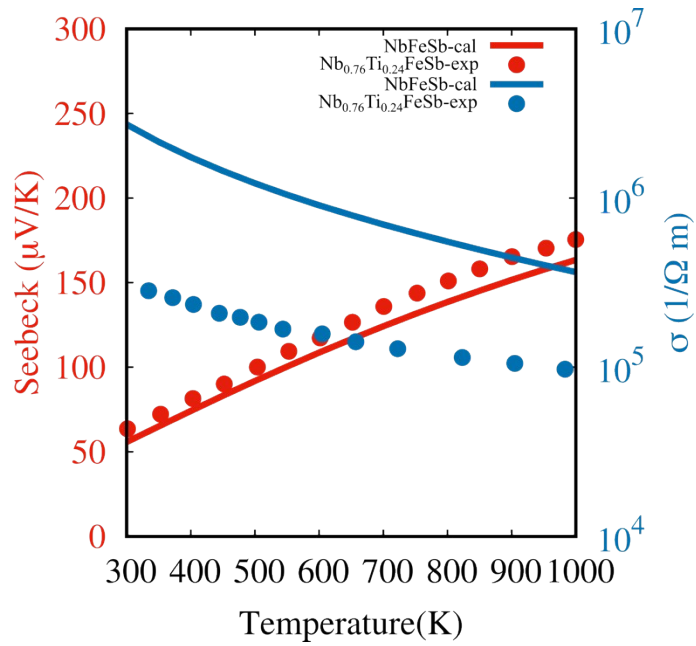 NbFeSb-cal
Nb0.76Ti0.24FeSb-exp
NbFeSb-cal
Nb0.76Ti0.24FeSb-exp
300
250
200
150
100
50
0
Seebeck (μV/K)
10^7
10^6
10^5
10^4
σ (1/Ω m)
300 400 500 600 700 800 900 1000
Temperature(K)